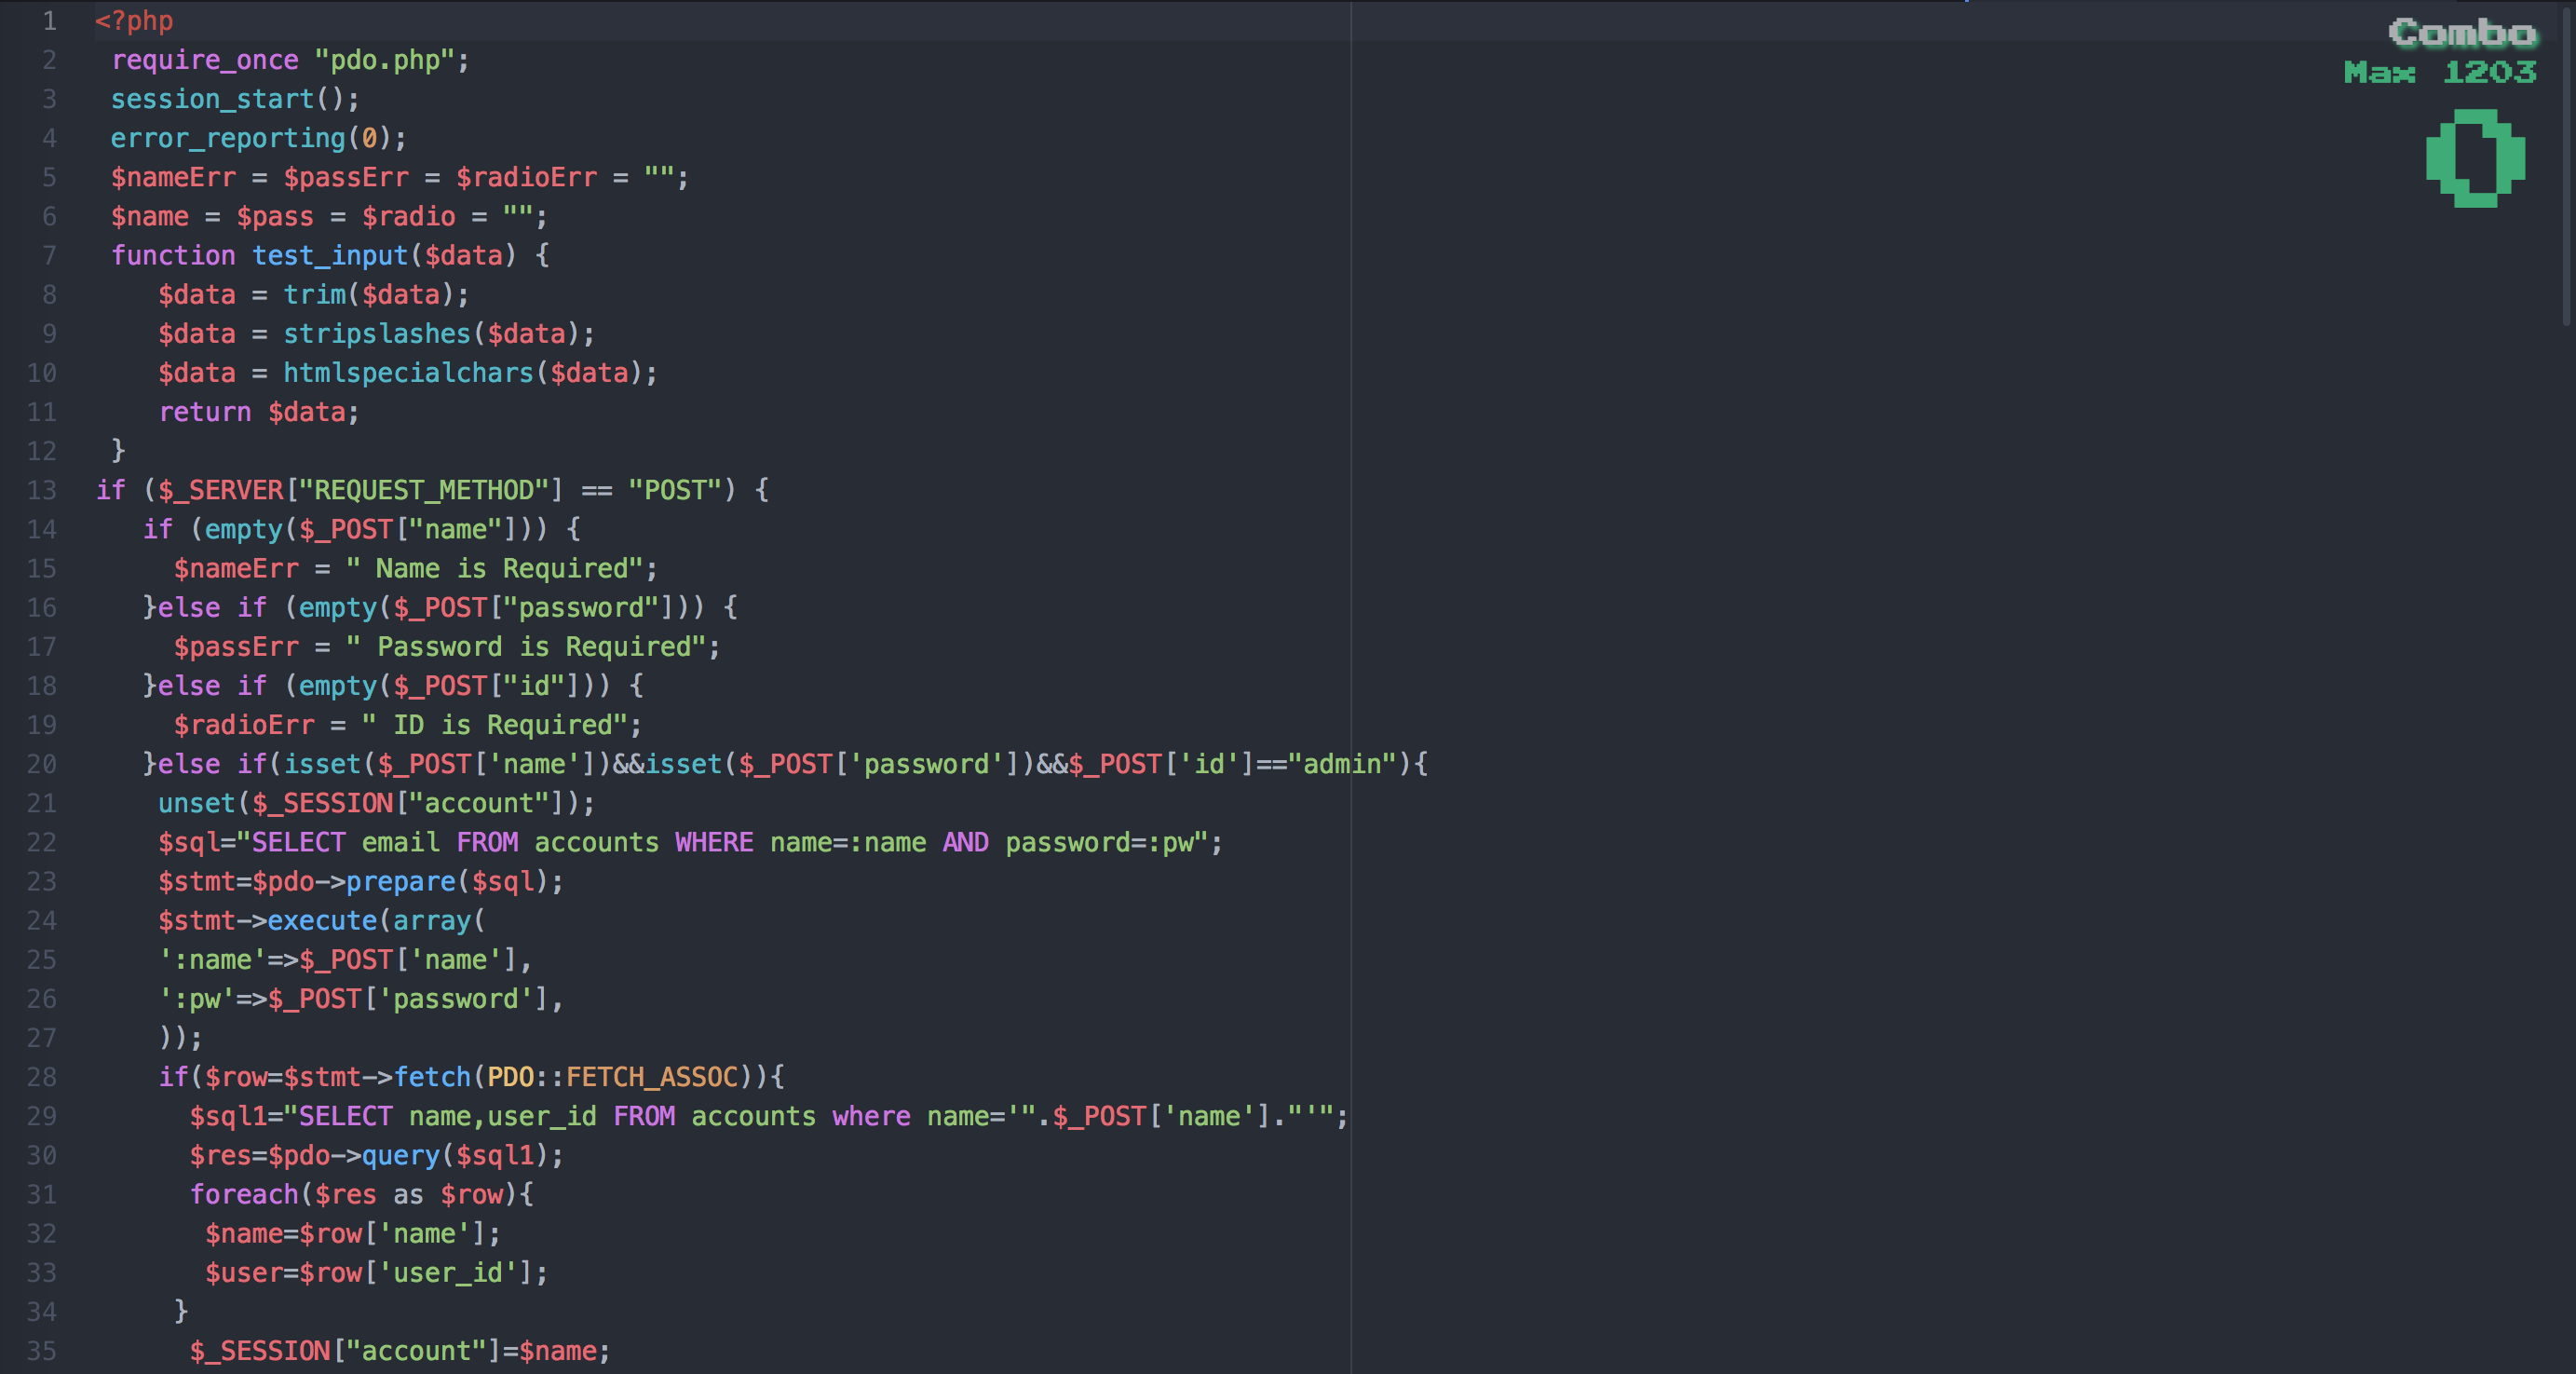 1 <?php
2 require_once "pdo.php";
3 session_start();
4 error_reporting(0);
5 $nameErr = $passErr = $radioErr = "";
6 $name = $pass = $radio = "";
7 function test_input($data) {
8 $data = trim($data);
9 $data = stripslashes($data);
10 $data = htmlspecialchars($data);
11 return $data;
12 }
13 if ($_SERVER["REQUEST_METHOD"] == "POST") {
14 if (empty($_POST["name"])) {
15 $nameErr = " Name is Required";
16 }else if (empty($_POST["password"])) {
17 $passErr = " Password is Required";
18 }else if (empty($_POST["id"])) {
19 $radioErr = " ID is Required";
20 }else if(isset($_POST['name'])&&isset($_POST['password'])&&$_POST['id']=="admin"){
21 unset($_SESSION["account"]);
22 $sql="SELECT email FROM accounts WHERE name=:name AND password=:pw";
23 $stmt=$pdo->prepare($sql);
24 $stmt->execute(array(
25 ':name'=>$_POST['name'],
26 ':pw'=>$_POST['password'],
27 ));
28 if($row=$stmt->fetch(PDO::FETCH_ASSOC)){
29 $sql1="SELECT name,user_id FROM accounts where name='".$_POST['name']."'";
30 $res=$pdo->query($sql1);
31 foreach($res as $row){
32 $name=$row['name'];
33 $user=$row['user_id'];
34 }
35 $_SESSION["account"]=$name;
Combo
Max 1203
0